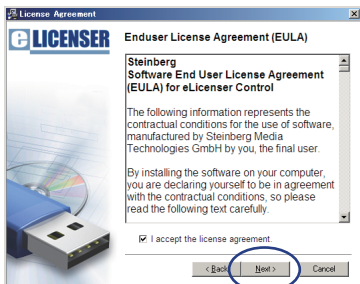 License Agreement
e LICENSER
Enduser License Agreement (EULA)
Steinberg
Software End User License Agreement
(EULA) for eLicenser Control
The following information represents the
contractual conditions for the use of software,
manufactured by Steinberg Media
Technologies GmbH by you, the final user.
By installing the software on your computer,
you are declaring yourself to be in agreement
with the contractual conditions, so please
read the following text carefully.
I accept the license agreement.
< Back
Next >
Cancel